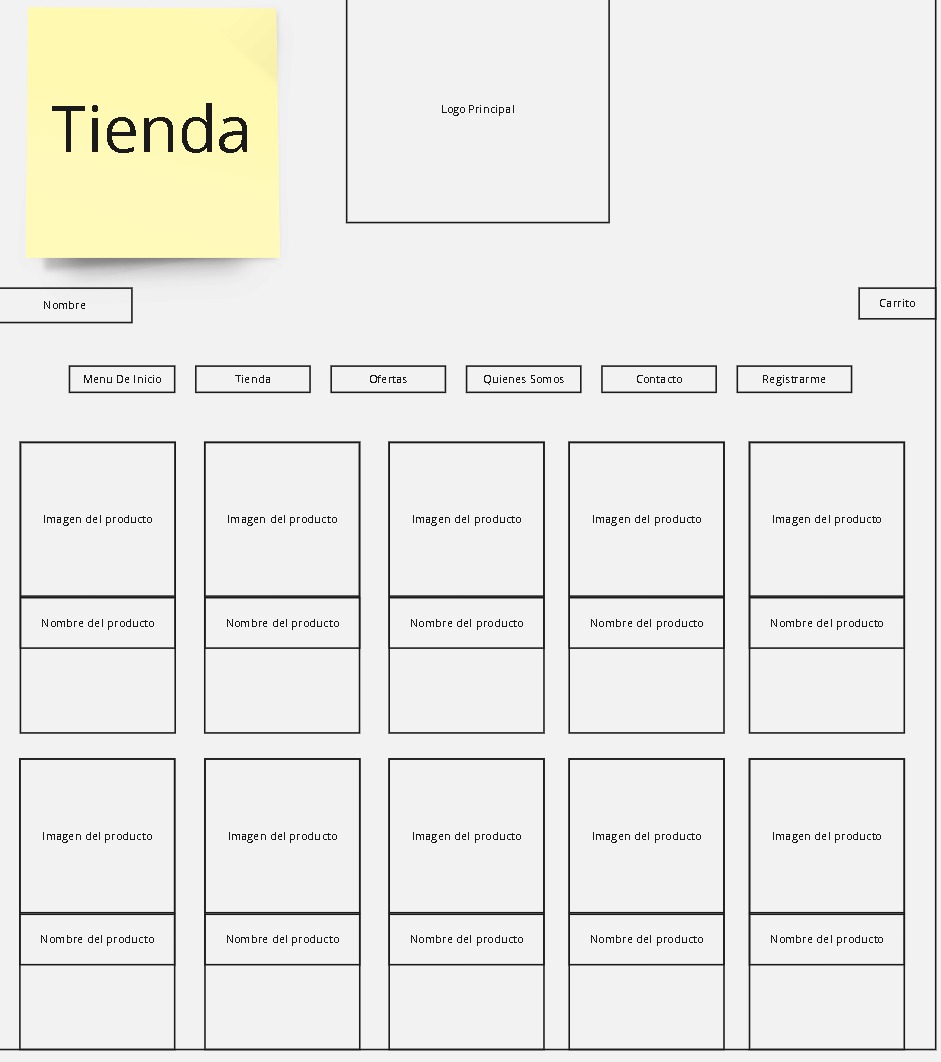 Tienda
Logo Principal
Nombre
Carrito
Menu De Inicio
Tienda
Ofertas
Quienes Somos
Contacto
Registrarme
Imagen del producto
Imagen del producto
Imagen del producto
Imagen del producto
Imagen del producto
Nombre del producto
Nombre del producto
Nombre del producto
Nombre del producto
Nombre del producto
Imagen del producto
Imagen del producto
Imagen del producto
Imagen del producto
Imagen del producto
Nombre del producto
Nombre del producto
Nombre del producto
Nombre del producto
Nombre del producto